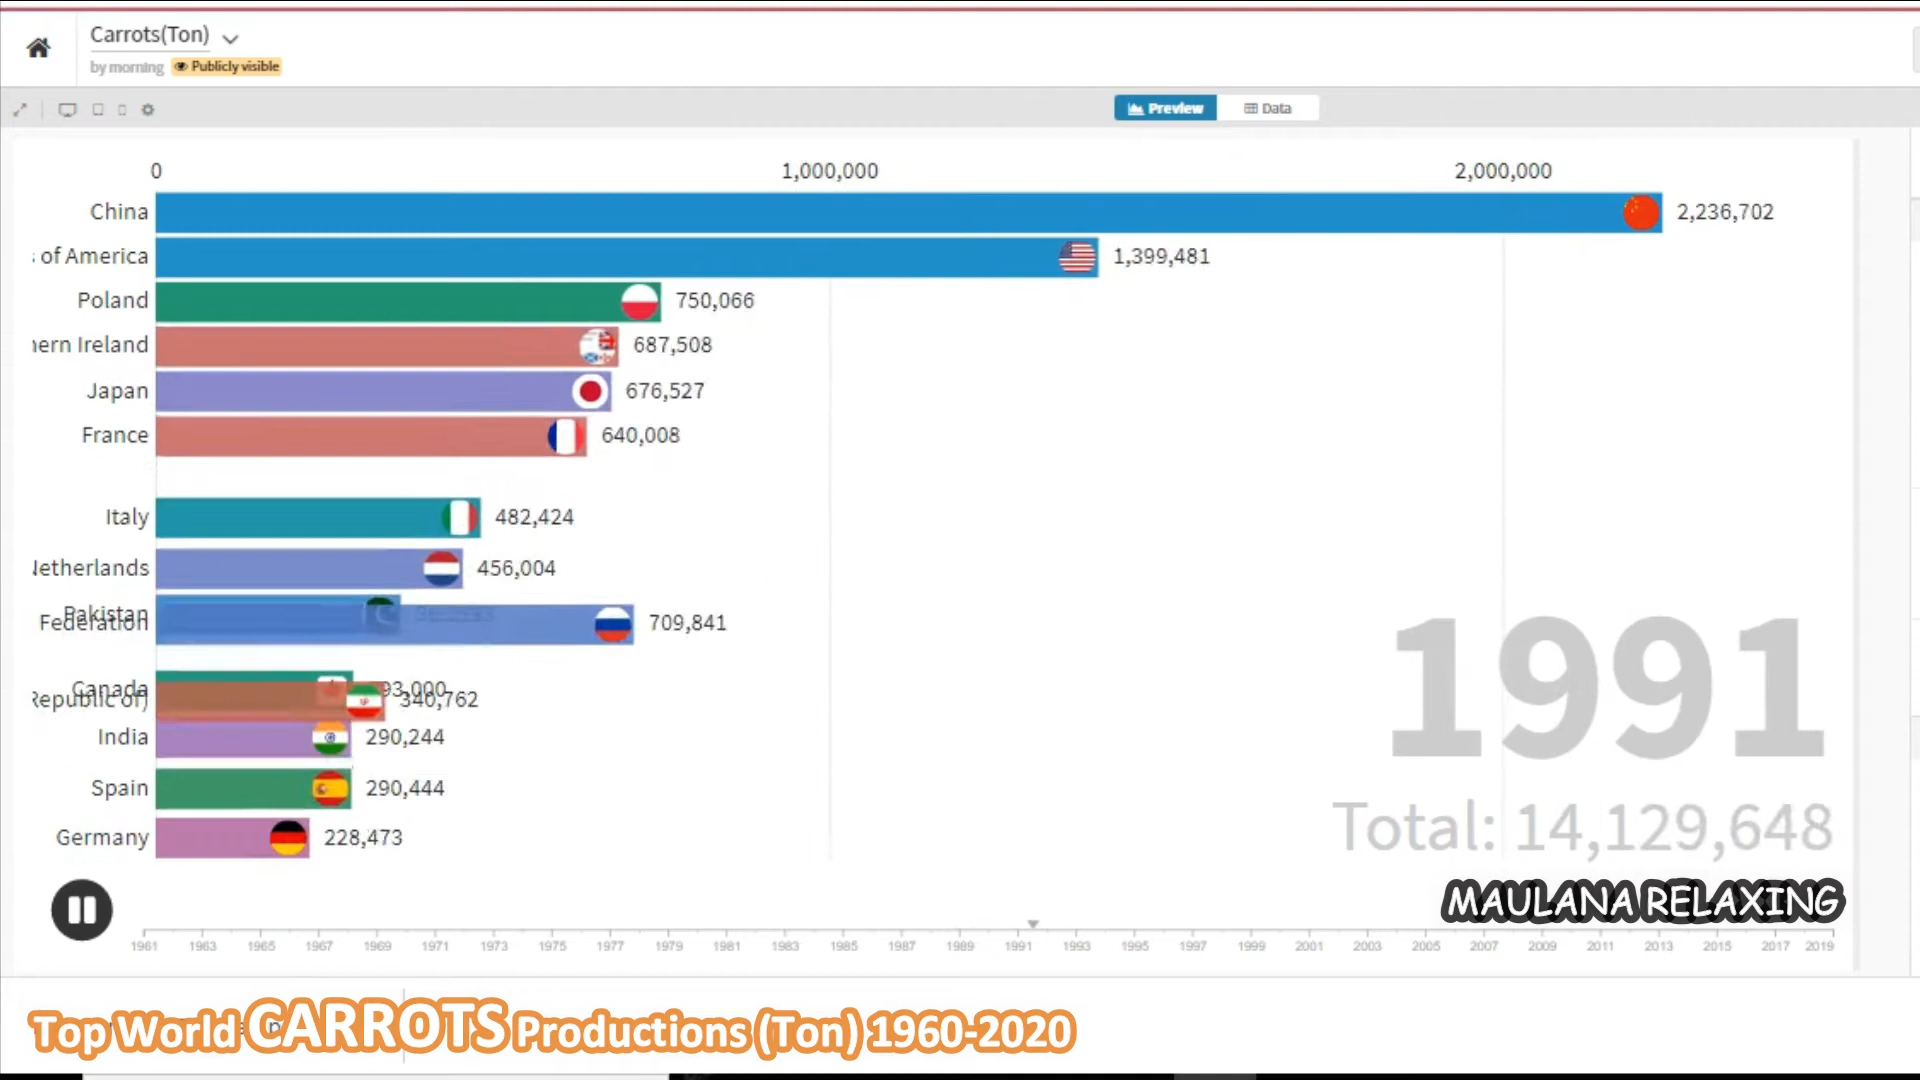 Carrots(Ton)
by morning Publicly visible
Preview Data
0 1,000,000 2,000,000
China 2,236,702
of America 1,399,481
Poland 750,066
Ireland 687,508
Japan 676,527
France 640,008
Italy 482,424
Netherlands 456,004
Pakistan
Federation 709,841
Canada
Republic of) 340,762
India 290,244
Spain 290,444
Germany 228,473
1991
Total: 14,129,648
MAULANA RELAXING
1961 1963 1965 1967 1969 1971 1973 1975 1977 1979 1981 1983 1985 1987 1989 1991 1993 1995 1997 1999 2001 2003 2005 2007 2009 2011 2013 2015 2017 2019
Top World CARROTS Productions (Ton) 1960-2020